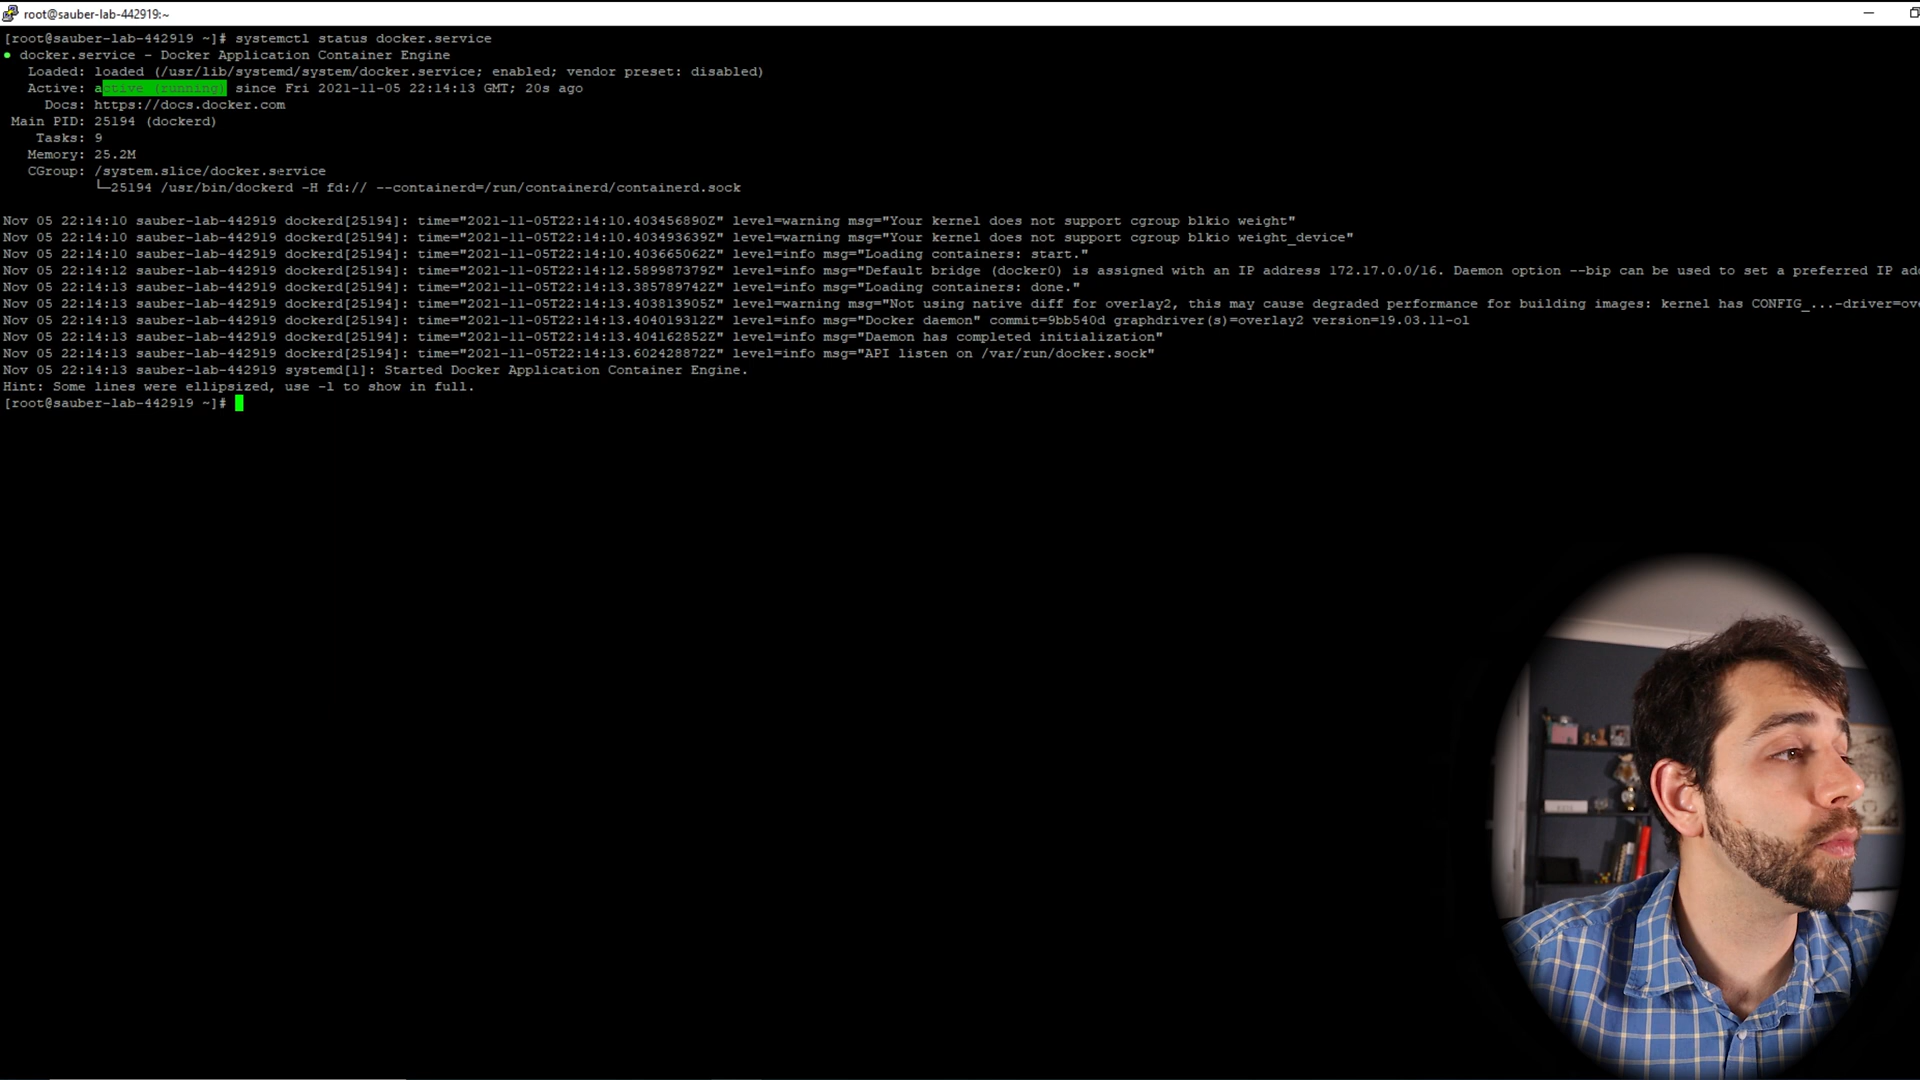 root@sauber-lab-442919:~
[root@sauber-lab-442919 ~]# systemctl status docker.service
● docker.service - Docker Application Container Engine
Loaded: loaded (/usr/lib/systemd/system/docker.service; enabled; vendor preset: disabled)
Active: active (running) since Fri 2021-11-05 22:14:13 GMT; 20s ago
Docs: https://docs.docker.com
Main PID: 25194 (dockerd)
Tasks: 9
Memory: 25.2M
CGroup: /system.slice/docker.service
└─25194 /usr/bin/dockerd -H fd:// --containerd=/run/containerd/containerd.sock
Nov 05 22:14:10 sauber-lab-442919 dockerd[25194]: time="2021-11-05T22:14:10.403456890Z" level=warning msg="Your kernel does not support cgroup blkio weight"
Nov 05 22:14:10 sauber-lab-442919 dockerd[25194]: time="2021-11-05T22:14:10.403493639Z" level=warning msg="Your kernel does not support cgroup blkio weight_device"
Nov 05 22:14:10 sauber-lab-442919 dockerd[25194]: time="2021-11-05T22:14:10.403665062Z" level=info msg="Loading containers: start."
Nov 05 22:14:12 sauber-lab-442919 dockerd[25194]: time="2021-11-05T22:14:12.589987379Z" level=info msg="Default bridge (docker0) is assigned with an IP address 172.17.0.0/16. Daemon option --bip can be used to set a preferred IP ad
Nov 05 22:14:13 sauber-lab-442919 dockerd[25194]: time="2021-11-05T22:14:13.385789742Z" level=info msg="Loading containers: done."
Nov 05 22:14:13 sauber-lab-442919 dockerd[25194]: time="2021-11-05T22:14:13.403813905Z" level=warning msg="Not using native diff for overlay2, this may cause degraded performance for building images: kernel has CONFIG_...-driver=ov
Nov 05 22:14:13 sauber-lab-442919 dockerd[25194]: time="2021-11-05T22:14:13.404019312Z" level=info msg="Docker daemon" commit=9bb540d graphdriver(s)=overlay2 version=19.03.11-ol
Nov 05 22:14:13 sauber-lab-442919 dockerd[25194]: time="2021-11-05T22:14:13.404162852Z" level=info msg="Daemon has completed initialization"
Nov 05 22:14:13 sauber-lab-442919 dockerd[25194]: time="2021-11-05T22:14:13.602428872Z" level=info msg="API listen on /var/run/docker.sock"
Nov 05 22:14:13 sauber-lab-442919 systemd[1]: Started Docker Application Container Engine.
Hint: Some lines were ellipsized, use -l to show in full.
[root@sauber-lab-442919 ~]#